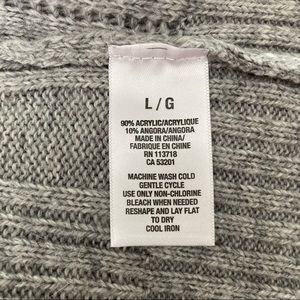 L / G
90% ACRYLIC/ACRYLIQUE
10% ANGORA/ANGORA
MADE IN CHINA/
FABRIQUE EN CHINE
RN 113718
CA 53201
MACHINE WASH COLD
GENTLE CYCLE
USE ONLY NON-CHLORINE
BLEACH WHEN NEEDED
RESHAPE AND LAY FLAT
TO DRY
COOL IRON